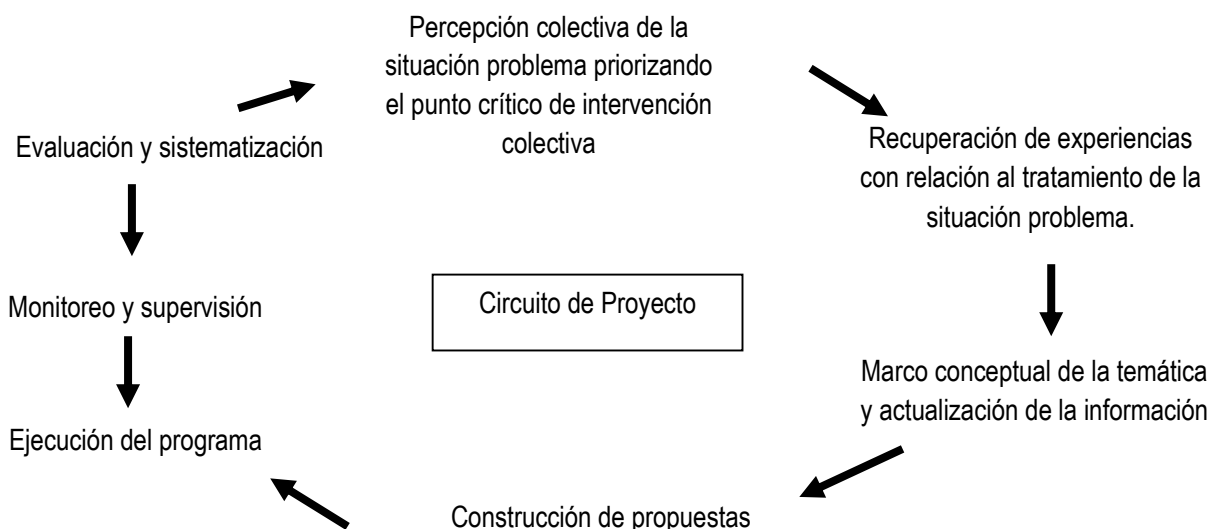 Percepción colectiva de la
situación problema priorizando
el punto crítico de intervención
colectiva
Recuperación de experiencias
con relación al tratamiento de la
situación problema.
Marco conceptual de la temática
y actualización de la información
Construcción de propuestas
Ejecución del programa
Monitoreo y supervisión
Evaluación y sistematización
Circuito de Proyecto